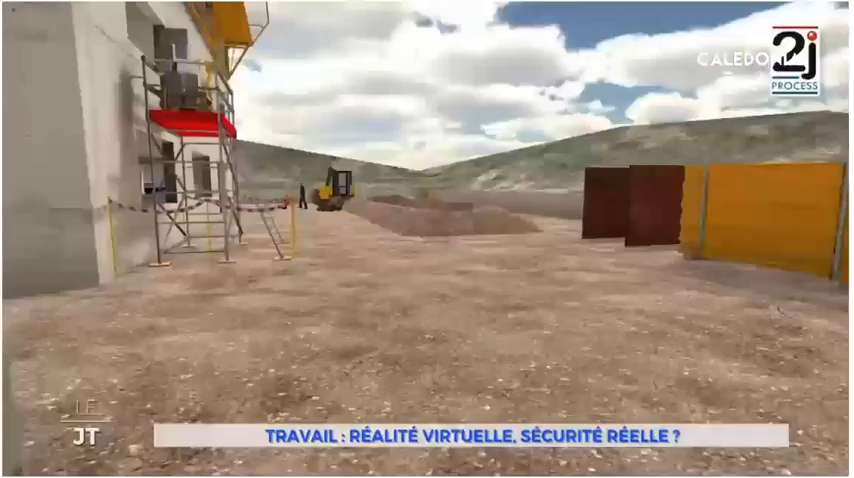 CALEDO
2j
PROCESS
LE
JT
TRAVAIL : RÉALITÉ VIRTUELLE, SÉCURITÉ RÉELLE ?